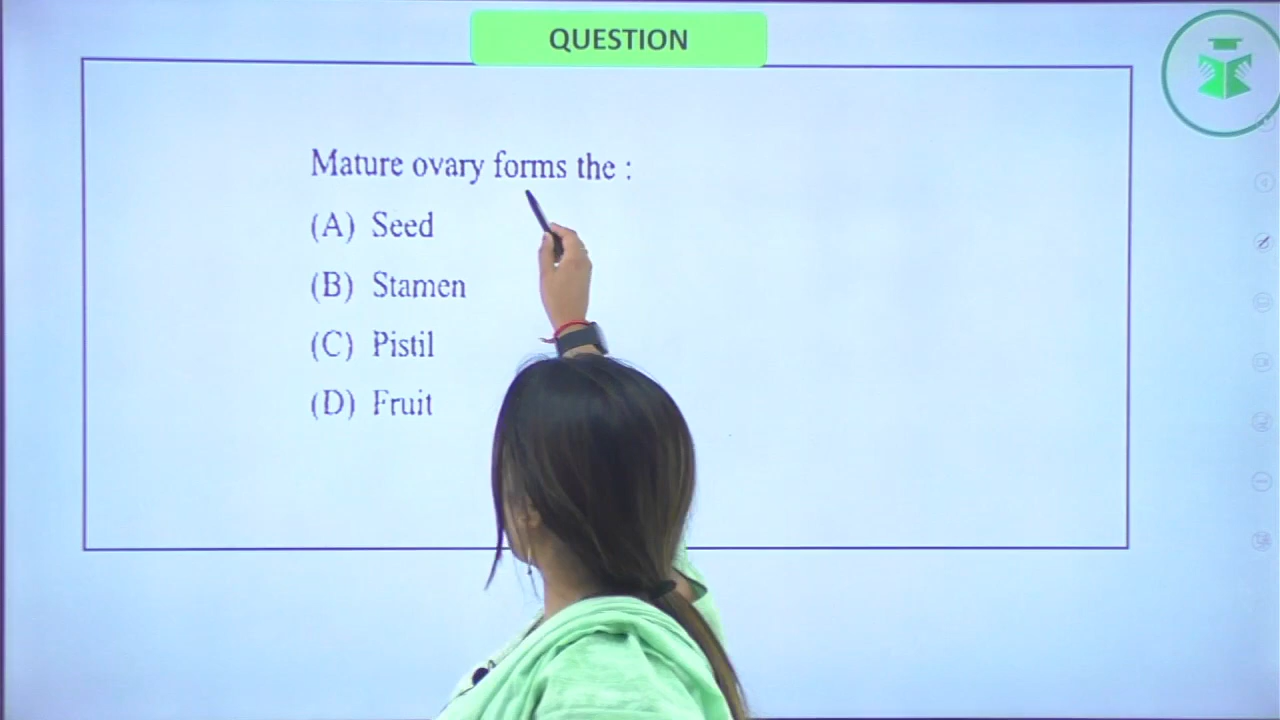 QUESTION
Mature ovary forms the :
(A) Seed
(B) Stamen
(C) Pistil
(D) Fruit